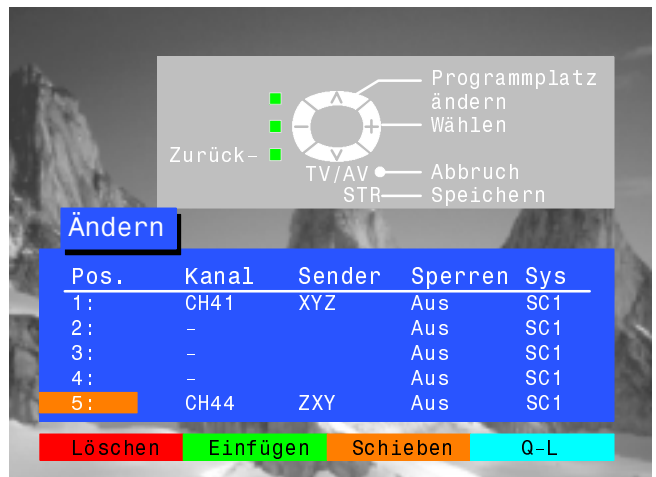 Programmplatz
ändern
Wählen
Zurück-
TV/AV Abbruch
STR Speichern
Ändern
Pos. Kanal Sender Sperren Sys
1: CH41 XYZ Aus SC1
2: - Aus SC1
3: - Aus SC1
4: - Aus SC1
5: CH44 ZXY Aus SC1
Löschen Einfügen Schieben Q-L